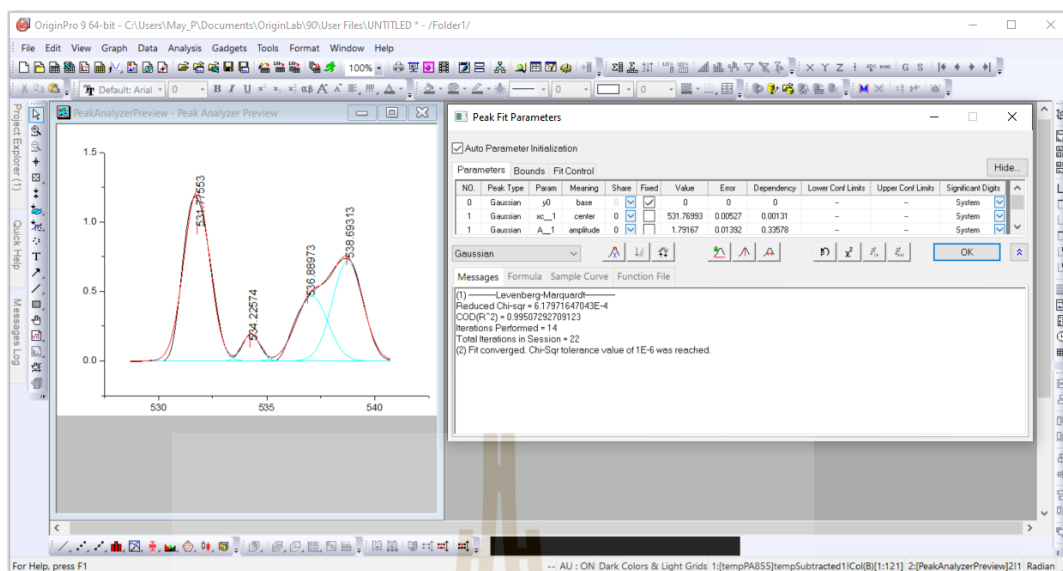 OriginPro 9 64-bit - C:\Users\May_P\Documents\OriginLab\90\User Files\UNTITLED * - /Folder1/
File Edit View Graph Data Analysis Gadgets Tools Format Window Help
100%
X Y Z
G S
Default: Arial 0 B I U αβ A A 0 0
Project Explorer (1)
Quick Help
Messages Log
PeakAnalyzerPreview - Peak Analyzer Preview
1.5
1.0
0.5
0.0
530 535 540
534.22574
536.88973
538.69313
Peak Fit Parameters
Auto Parameter Initialization
Parameters Bounds Fit Control
Hide...
NO. Peak Type Param Meaning Share Fixed Value Error Dependency Lower Conf Limits Upper Conf Limits Significant Digits
0 Gaussian y0 base 0 0 0 0 -- -- System
1 Gaussian xc__1 center 0 531.76993 0.00527 0.00131 -- -- System
1 Gaussian A__1 amplitude 0 1.79167 0.01392 0.33578 -- -- System
Gaussian
OK
Messages Formula Sample Curve Function File
(1) ———Levenberg-Marquardt———
Reduced Chi-sqr = 6.17971647043E-4
COD(R^2) = 0.99507292709123
Iterations Performed = 14
Total Iterations in Session = 22
(2) Fit converged. Chi-Sqr tolerance value of 1E-6 was reached.
For Help, press F1
-- AU : ON Dark Colors & Light Grids 1:[tempPA855]tempSubtracted1!Col(B)[1:121] 2:[PeakAnalyzerPreview]2!1 Radian